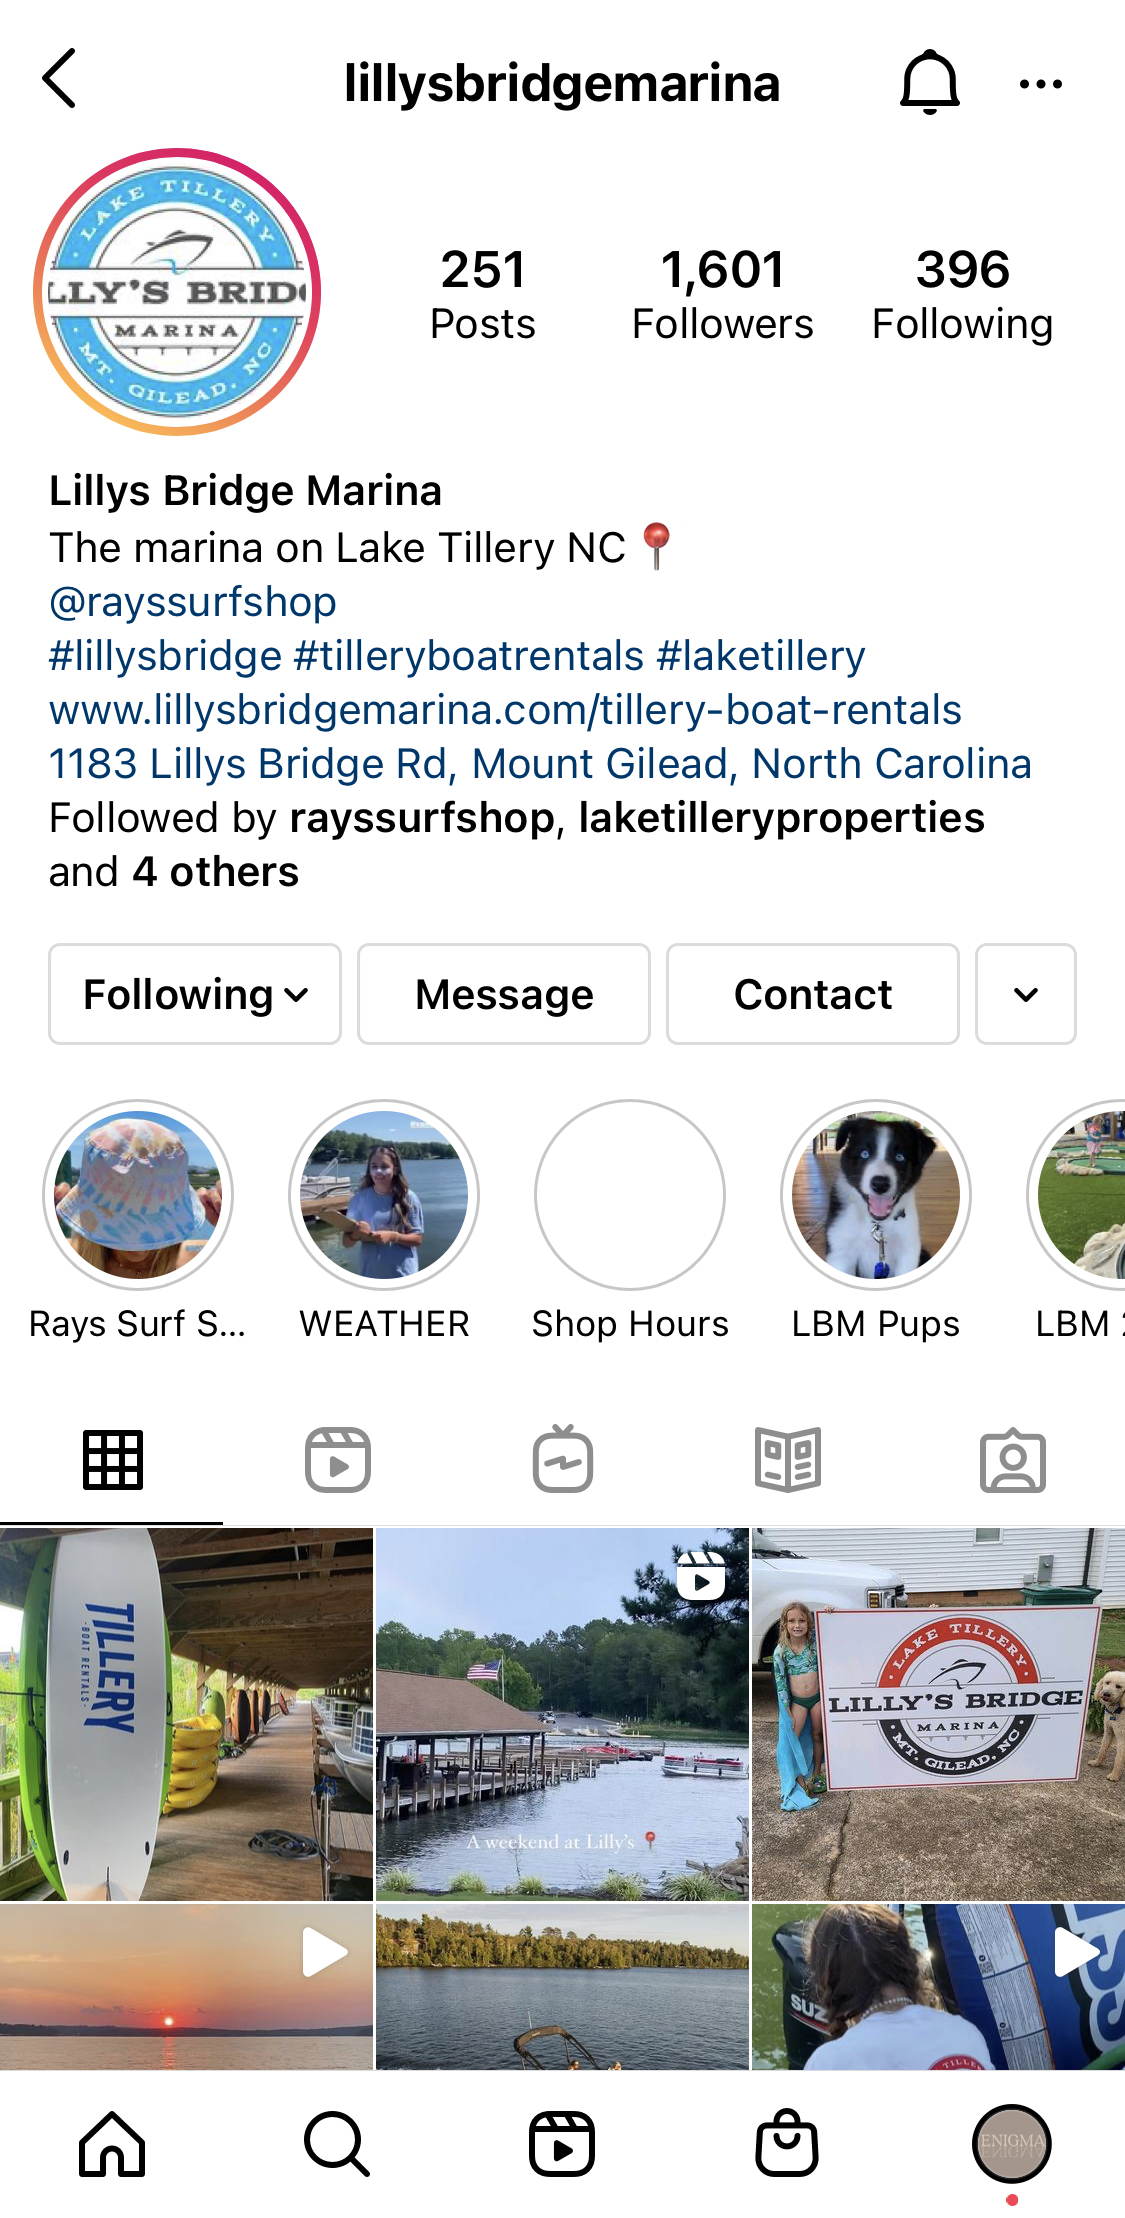 lillysbridgemarina
LAKE TILLERY
LLY'S BRIDG
MARINA
MT. GILEAD, NC
251 1,601 396
Posts Followers Following
Lillys Bridge Marina
The marina on Lake Tillery NC📍
@rayssurfshop
#lillysbridge #tilleryboatrentals #laketillery
www.lillysbridgemarina.com/tillery-boat-rentals
1183 Lillys Bridge Rd, Mount Gilead, North Carolina
Followed by rayssurfshop, laketilleryproperties
and 4 others
Following Message Contact
Rays Surf S... WEATHER Shop Hours LBM Pups LBM
TILLERY
-BOAT RENTALS-
A weekend at Lilly's 📍
LAKE TILLERY
LILLY'S BRIDGE
MARINA
MT. GILEAD, NC
SUZ
TILLE
ENIGMA